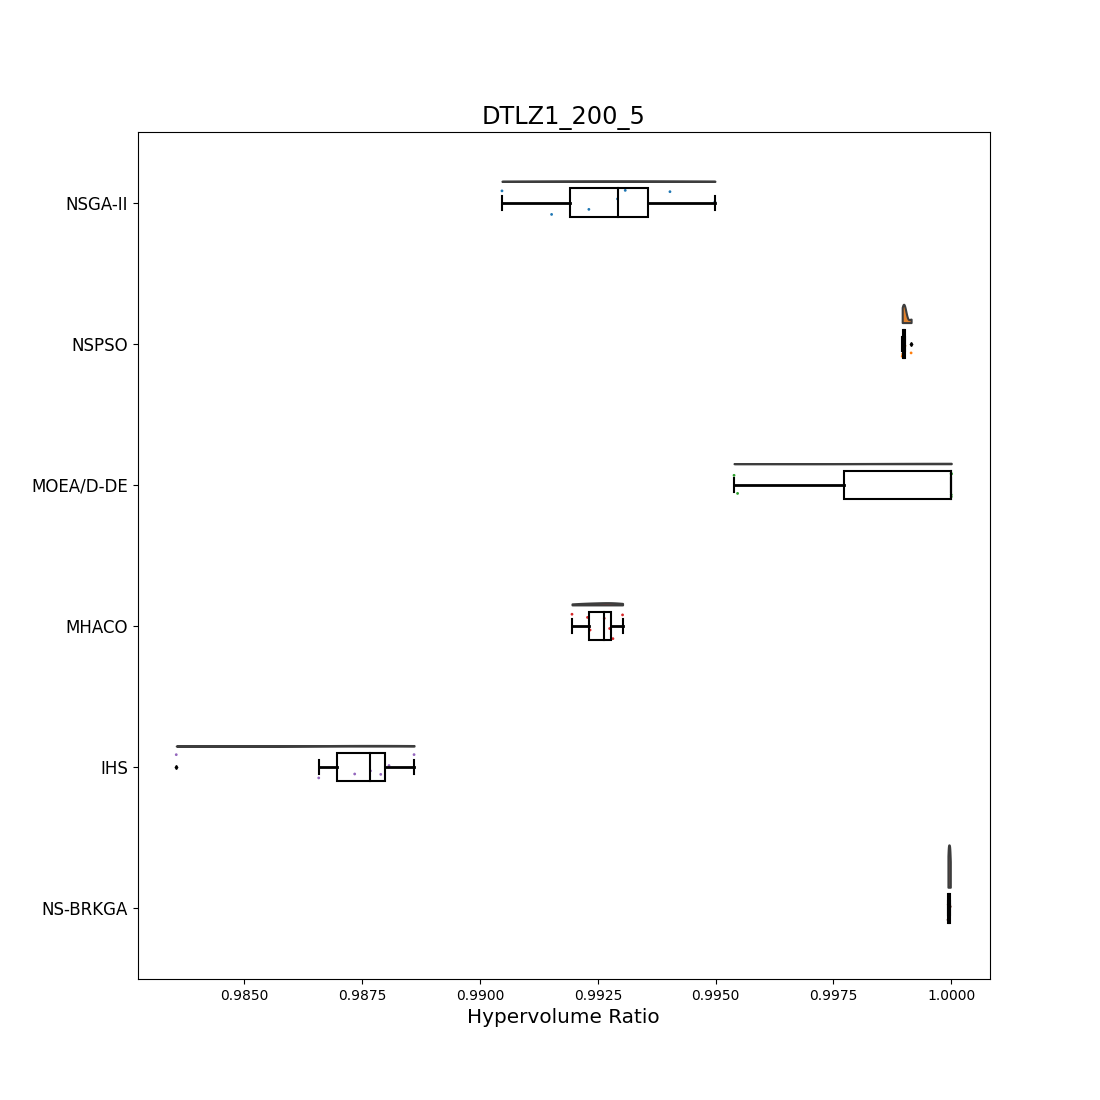 DTLZ1_200_5
NSGA-II
NSPSO
MOEA/D-DE
MHACO
IHS
NS-BRKGA
0.9850 0.9875 0.9900 0.9925 0.9950 0.9975 1.0000
Hypervolume Ratio